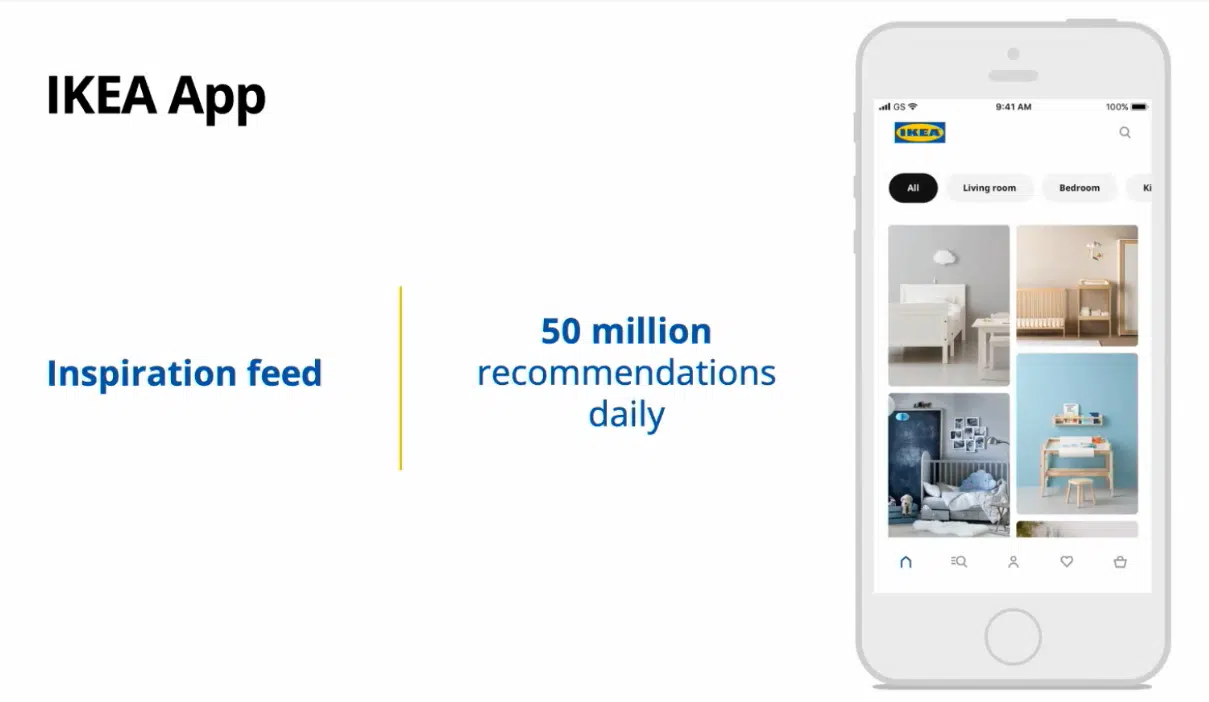 IKEA App
Inspiration feed
50 million
recommendations
daily
GS 9:41 AM 100%
IKEA
All Living room Bedroom Ki